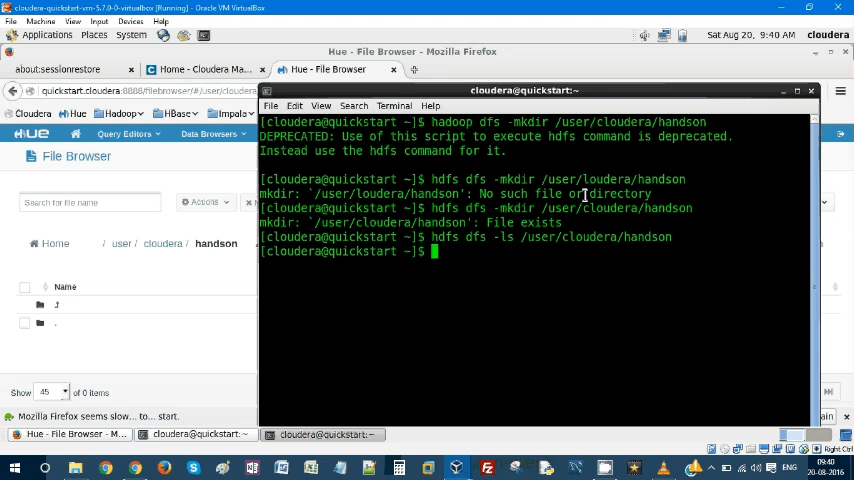 cloudera-quickstart-vm-5.7.0-0-virtualbox [Running] - Oracle VM VirtualBox
File Machine View Input Devices Help
Applications Places System Sat Aug 20, 9:40 AM cloudera
Hue - File Browser - Mozilla Firefox
about:sessionrestore × Home - Cloudera Ma... × Hue - File Browser ×
quickstart.cloudera:8888/filebrowser/#/user/cloudera
Cloudera Hue Hadoop HBase Impala
HUE Query Editors Data Browsers
File Browser
Search for file name Actions
Home / user / cloudera / handson
Name
.
Show 45 of 0 items
Mozilla Firefox seems slow... to... start.
cloudera@quickstart:~
File Edit View Search Terminal Help
[cloudera@quickstart ~]$ hadoop dfs -mkdir /user/cloudera/handson
DEPRECATED: Use of this script to execute hdfs command is deprecated.
Instead use the hdfs command for it.
[cloudera@quickstart ~]$ hdfs dfs -mkdir /user/loudera/handson
mkdir: `/user/loudera/handson': No such file or directory
[cloudera@quickstart ~]$ hdfs dfs -mkdir /user/cloudera/handson
mkdir: `/user/cloudera/handson': File exists
[cloudera@quickstart ~]$ hdfs dfs -ls /user/cloudera/handson
[cloudera@quickstart ~]$
Hue - File Browser - M... cloudera@quickstart:~ cloudera@quickstart:~
Right Ctrl
ENG 09:40
20-08-2016